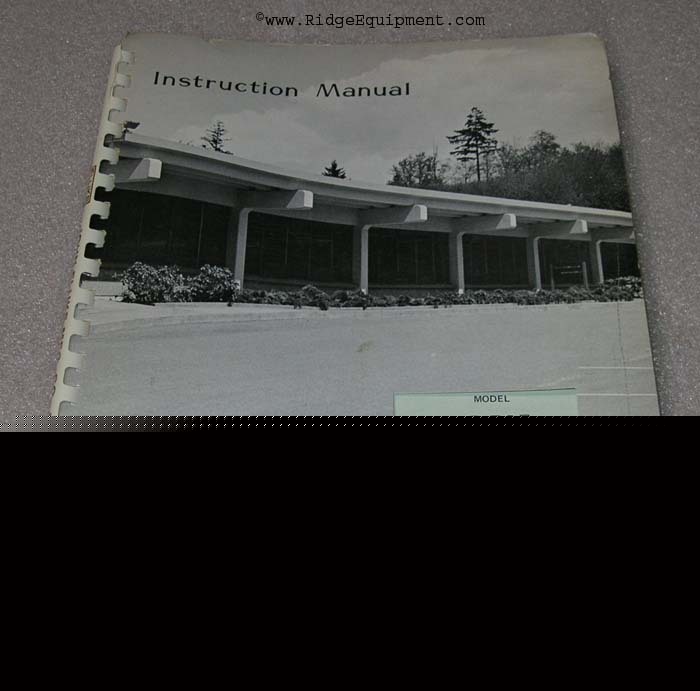 ©www.RidgeEquipment.com
Instruction Manual
MODEL